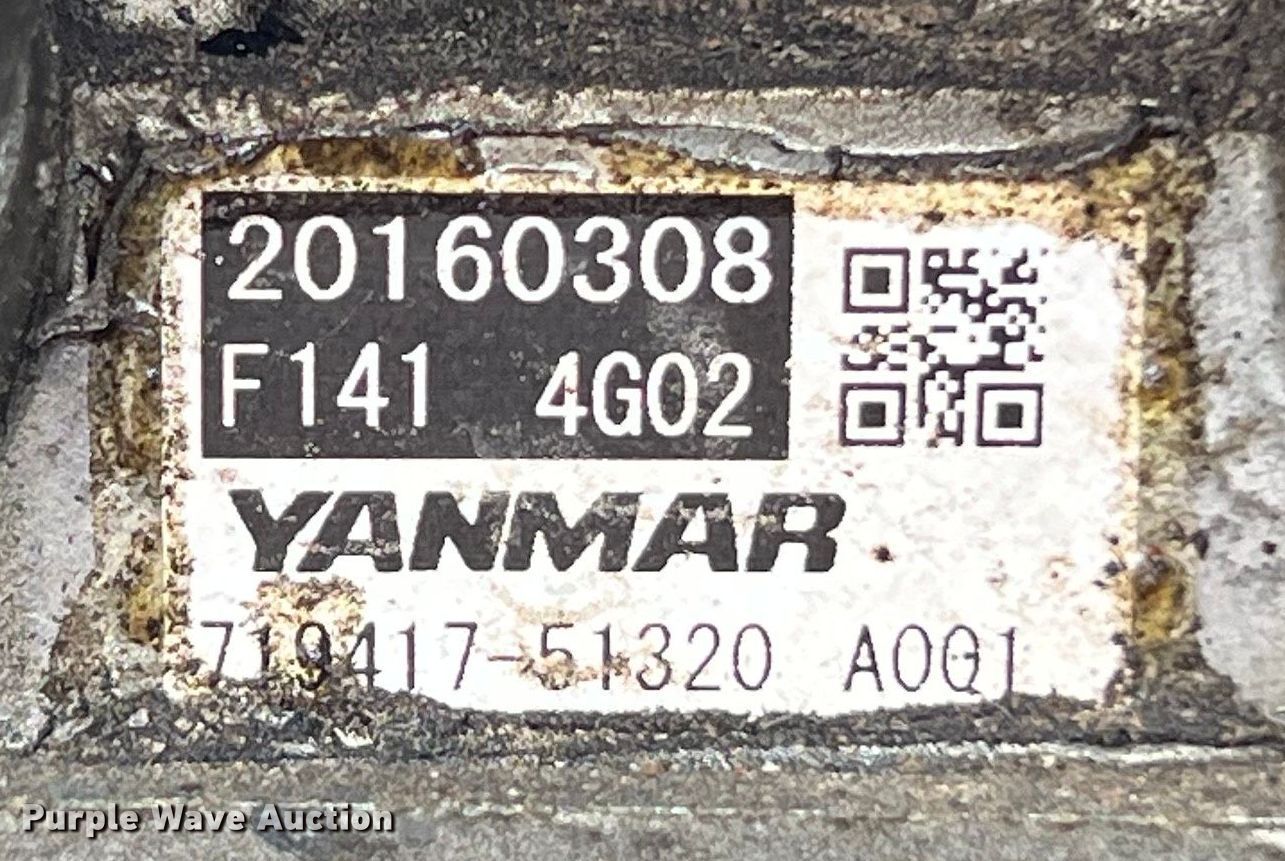 20160308
F141 4G02
YANMAR
719417-51320 A0Q1
Purple Wave Auction